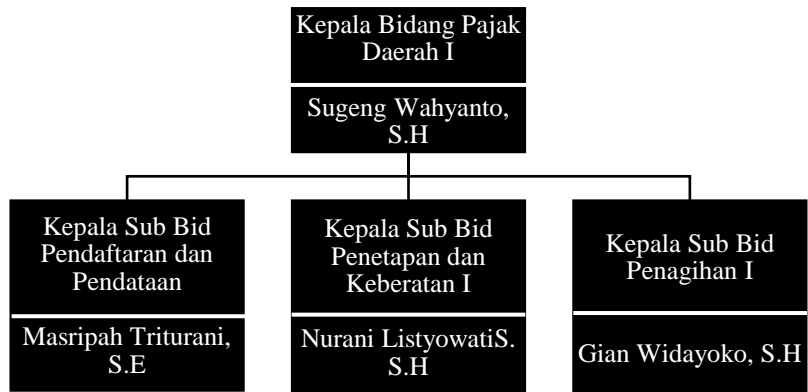 Kepala Bidang Pajak
Daerah I
Sugeng Wahyanto,
S.H
Kepala Sub Bid
Pendaftaran dan
Pendataan
Masripah Triturani,
S.E
Kepala Sub Bid
Penetapan dan
Keberatan I
Nurani ListyowatiS.
S.H
Kepala Sub Bid
Penagihan I
Gian Widayoko, S.H